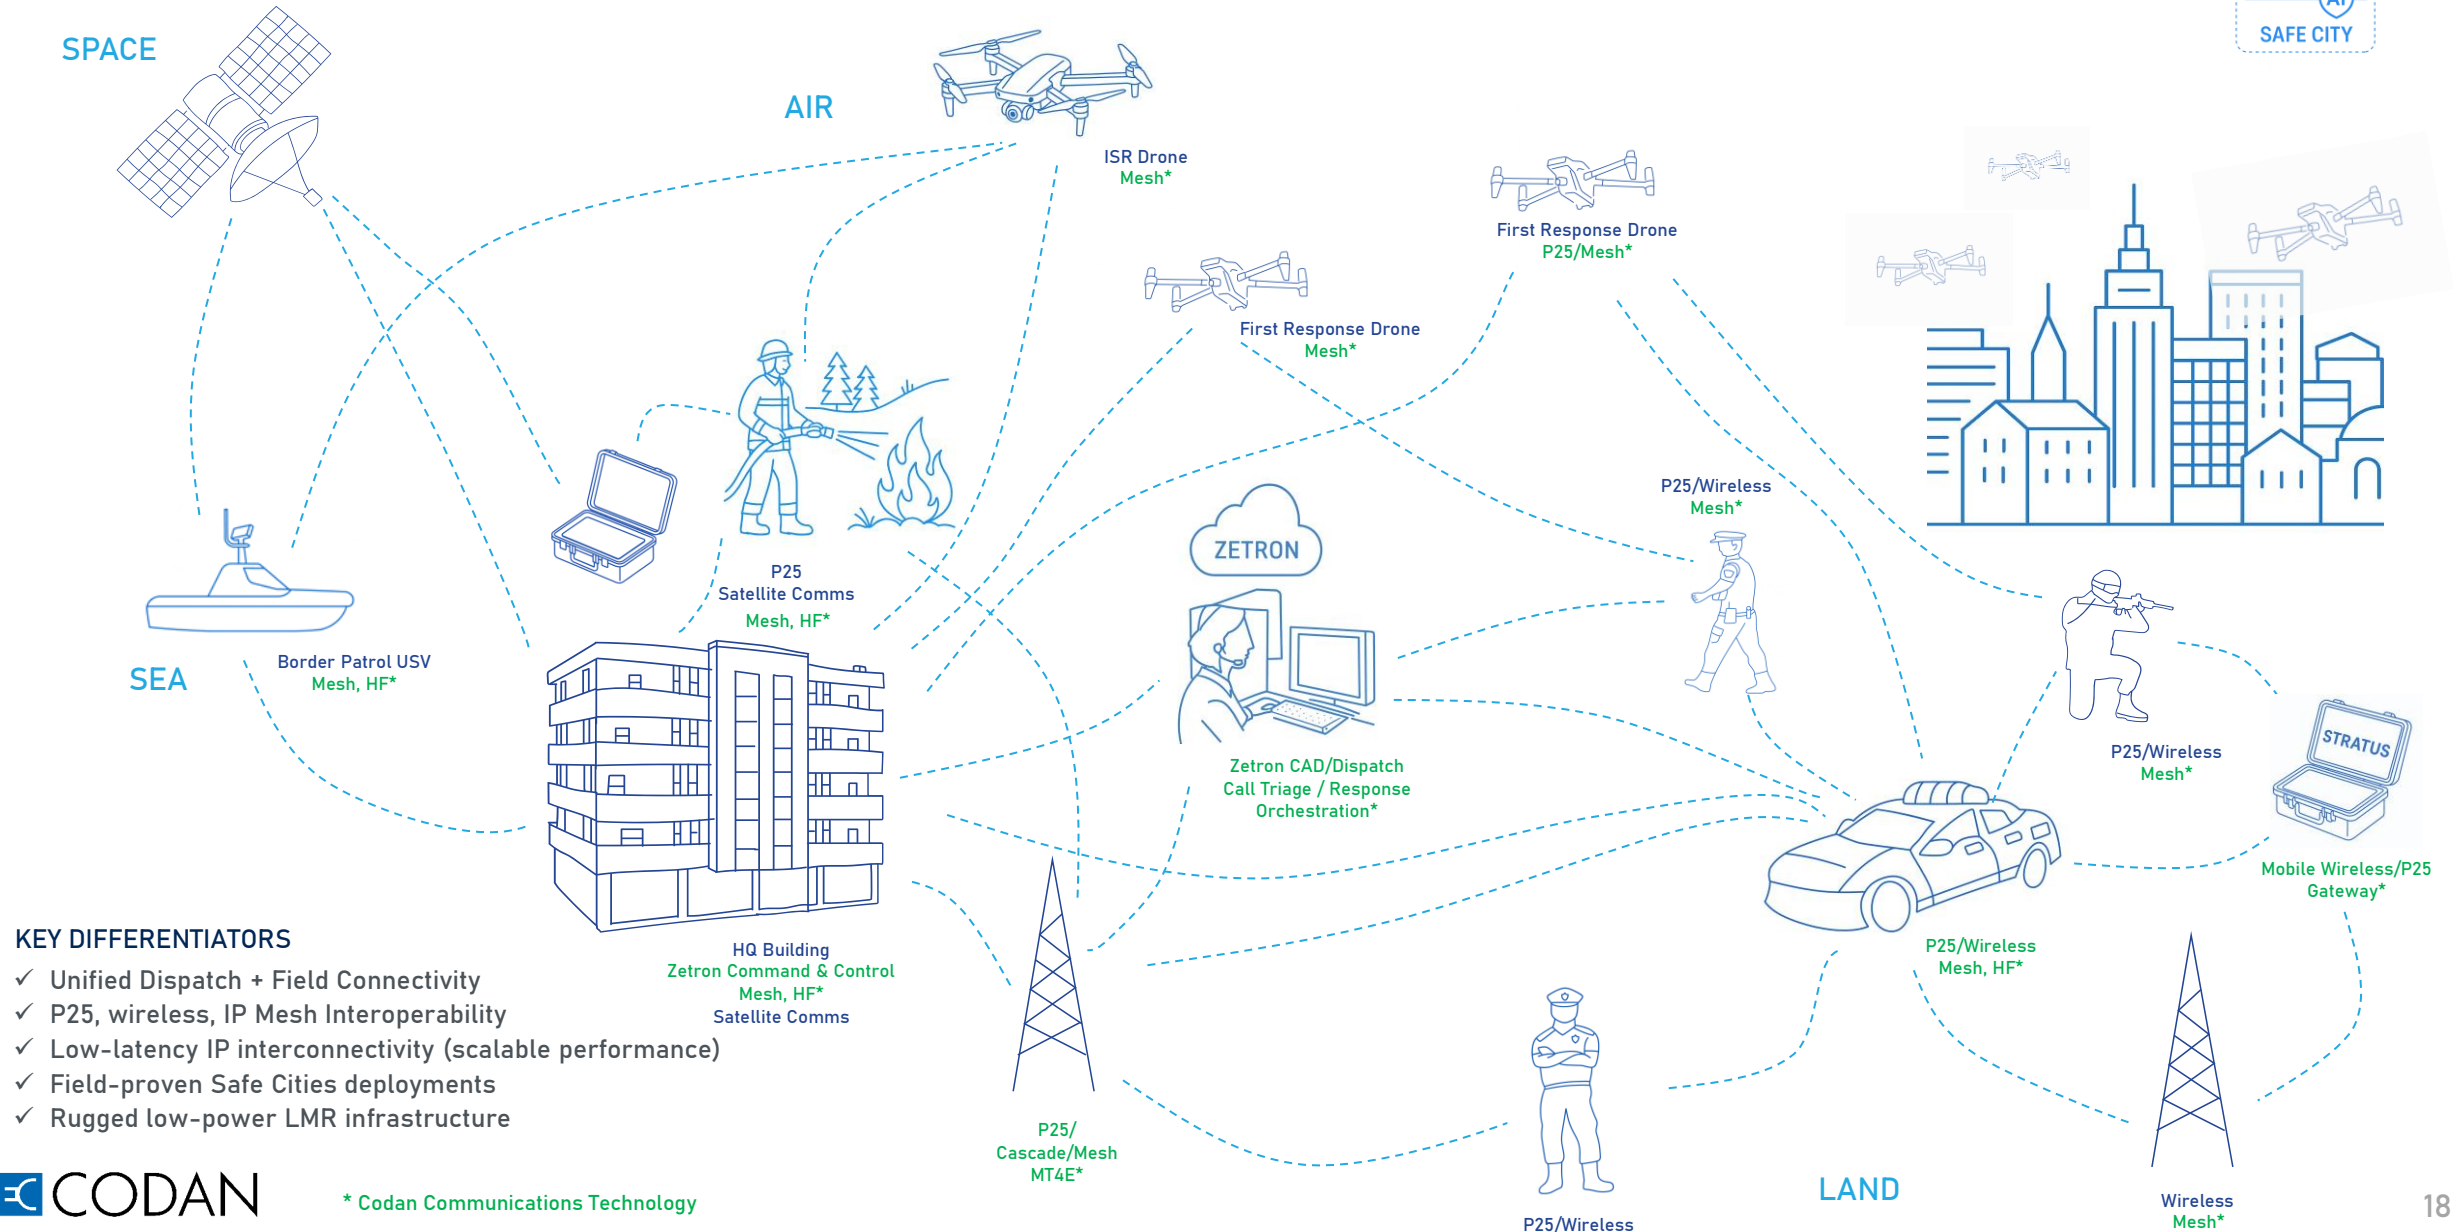 SPACE
AI
SAFE CITY
AIR
ISR Drone
Mesh*
First Response Drone
P25/Mesh*
First Response Drone
Mesh*
P25/Wireless
Mesh*
ZETRON
P25
Satellite Comms
Mesh, HF*
SEA
Border Patrol USV
Mesh, HF*
Zetron CAD/Dispatch
Call Triage / Response
Orchestration*
P25/Wireless
Mesh*
STRATUS
Mobile Wireless/P25
Gateway*
HQ Building
Zetron Command & Control
Mesh, HF*
Satellite Comms
P25/Wireless
Mesh, HF*
KEY DIFFERENTIATORS
✓ Unified Dispatch + Field Connectivity
✓ P25, wireless, IP Mesh Interoperability
✓ Low-latency IP interconnectivity (scalable performance)
✓ Field-proven Safe Cities deployments
✓ Rugged low-power LMR infrastructure
P25/
Cascade/Mesh
MT4E*
CODAN
* Codan Communications Technology
P25/Wireless
LAND
Wireless
Mesh*
18